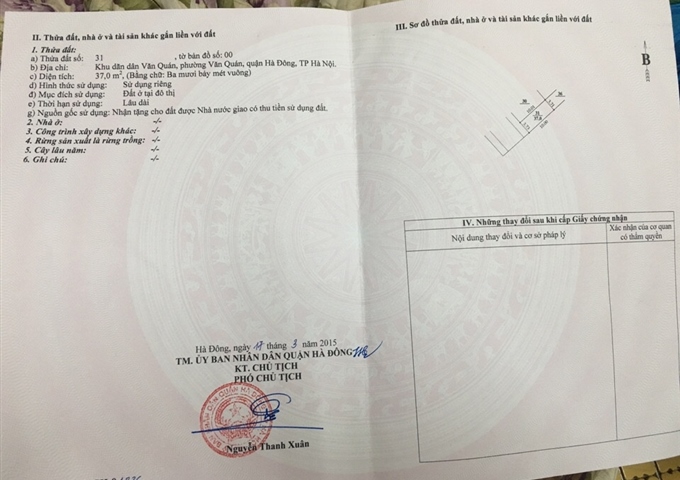 II. Thửa đất, nhà ở và tài sản khác gắn liền với đất
1. Thửa đất:
a) Thửa đất số: 31 , tờ bản đồ số: 00
b) Địa chỉ: Khu dân dân Văn Quán, phường Văn Quán, quận Hà Đông, TP Hà Nội.
c) Diện tích: 37,0 m², (Bằng chữ: Ba mươi bảy mét vuông)
d) Hình thức sử dụng: Sử dụng riêng
đ) Mục đích sử dụng: Đất ở tại đô thị
e) Thời hạn sử dụng: Lâu dài
g) Nguồn gốc sử dụng: Nhận tặng cho đất được Nhà nước giao có thu tiền sử dụng đất.
2. Nhà ở: -/-
3. Công trình xây dựng khác: -/-
4. Rừng sản xuất là rừng trồng: -/-
5. Cây lâu năm: -/-
6. Ghi chú: -/-
Hà Đông, ngày 17 tháng 3 năm 2015
TM. ỦY BAN NHÂN DÂN QUẬN HÀ ĐÔNG
KT. CHỦ TỊCH
PHÓ CHỦ TỊCH
Nguyễn Thanh Xuân
III. Sơ đồ thửa đất, nhà ở và tài sản khác gắn liền với đất
B
IV. Những thay đổi sau khi cấp Giấy chứng nhận
Nội dung thay đổi và cơ sở pháp lý
Xác nhận của cơ quan
có thẩm quyền